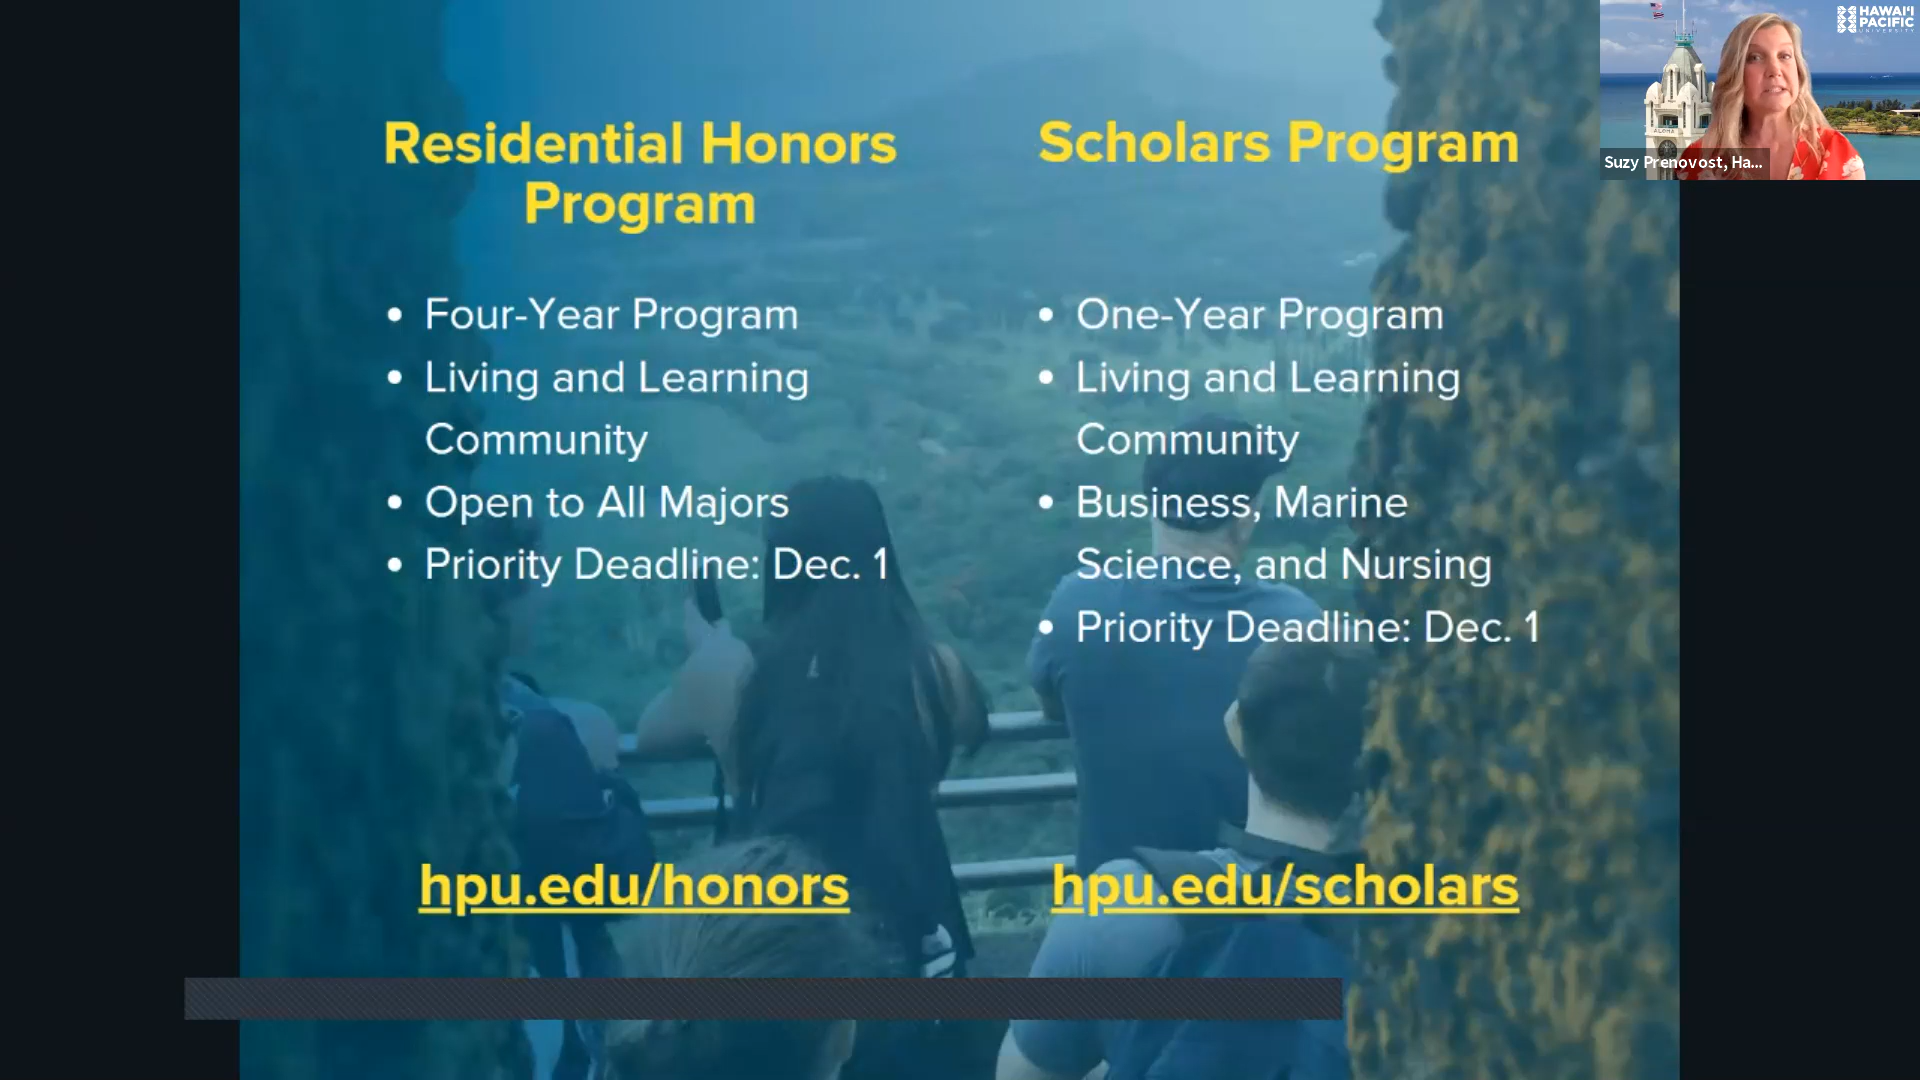 Residential Honors
Program
• Four-Year Program
• Living and Learning
Community
• Open to All Majors
• Priority Deadline: Dec. 1
hpu.edu/honors
Scholars Program
• One-Year Program
• Living and Learning
Community
• Business, Marine
Science, and Nursing
• Priority Deadline: Dec. 1
hpu.edu/scholars
HAWAI'I
PACIFIC
UNIVERSITY
ALOHA
Suzy Prenovost, Ha...